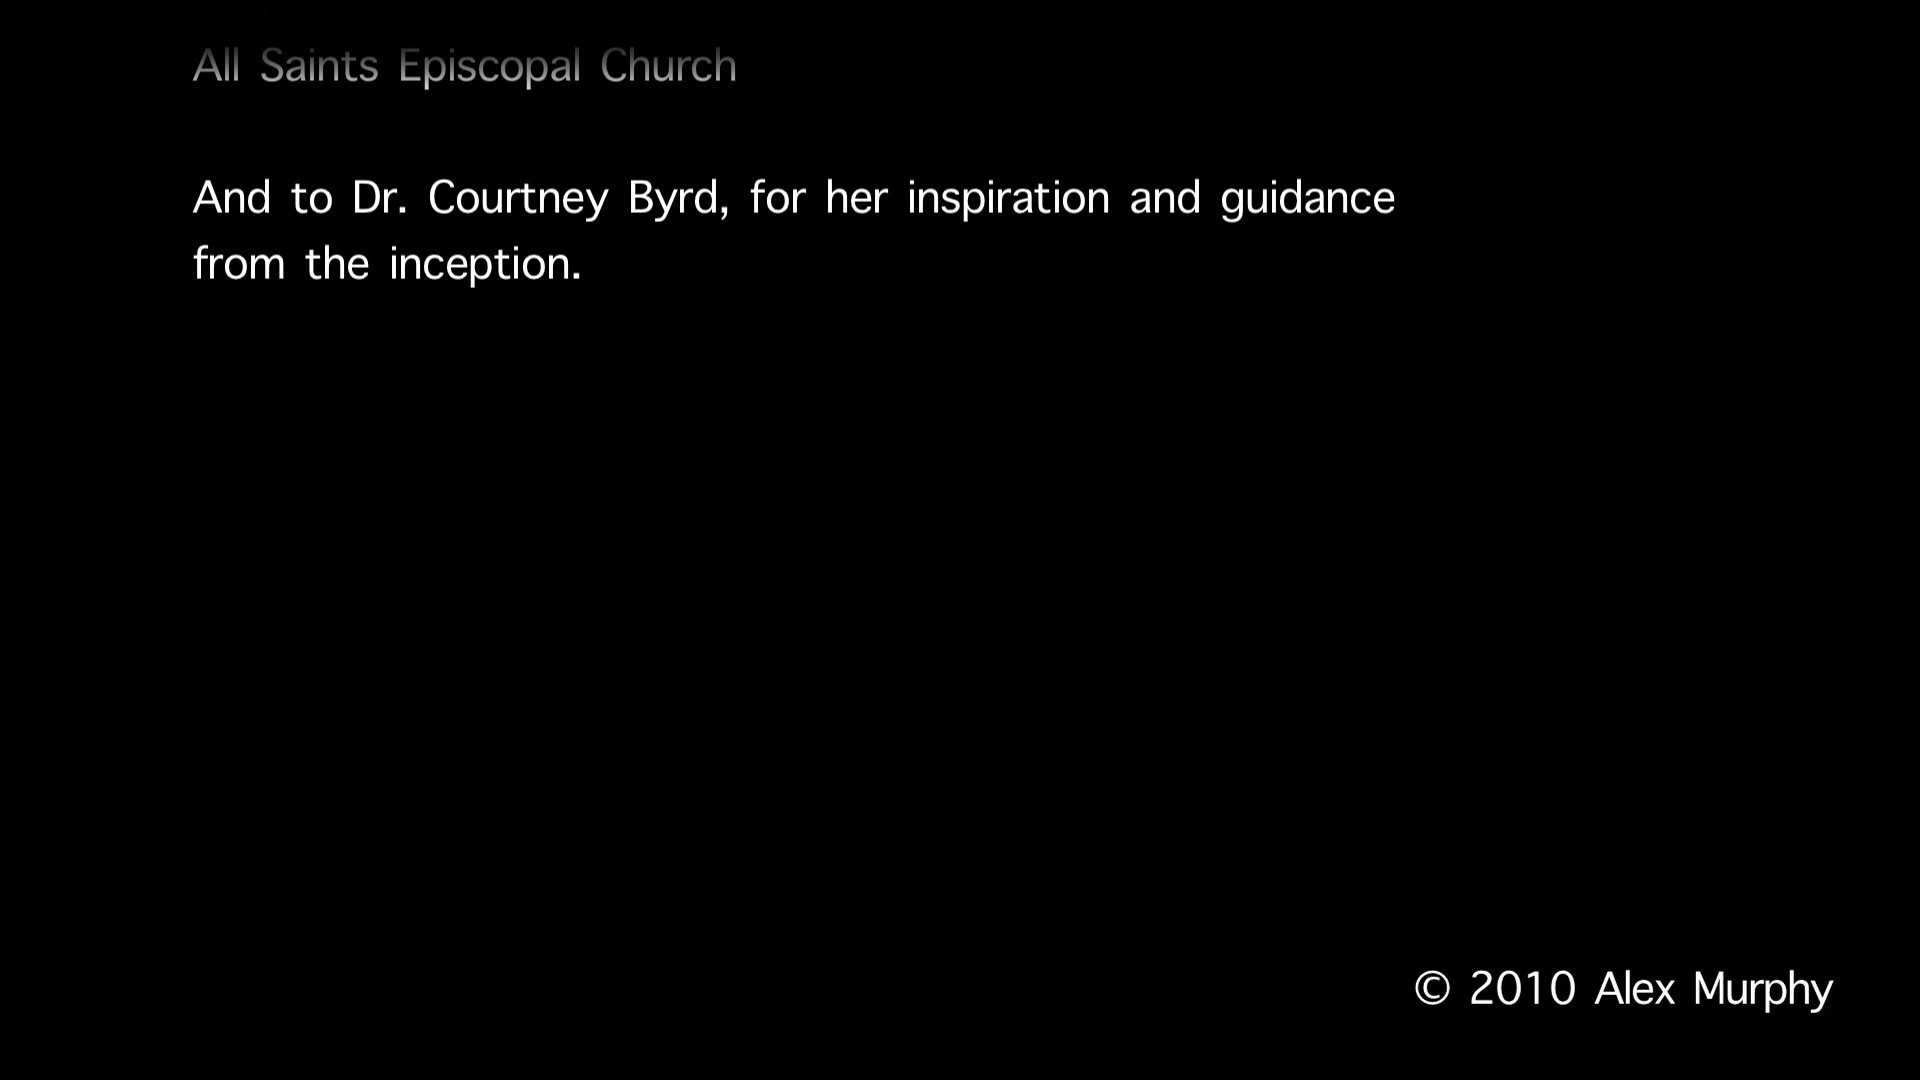 All Saints Episcopal Church
And to Dr. Courtney Byrd, for her inspiration and guidance
from the inception.
© 2010 Alex Murphy